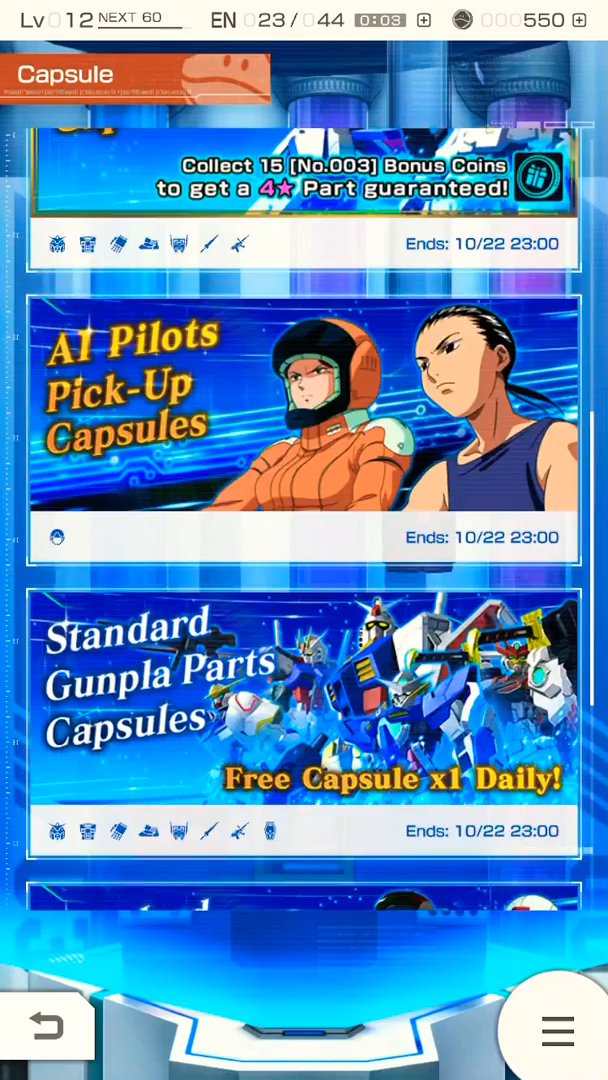 Lv 012 NEXT 60 EN 023/044 0:03 000550
Capsule
Collect 15 [No.003] Bonus Coins
to get a 4★ Part guaranteed!
Ends: 10/22 23:00
AI Pilots
Pick-Up
Capsules
Ends: 10/22 23:00
Standard
Gunpla Parts
Capsules
Free Capsule x1 Daily!
Ends: 10/22 23:00